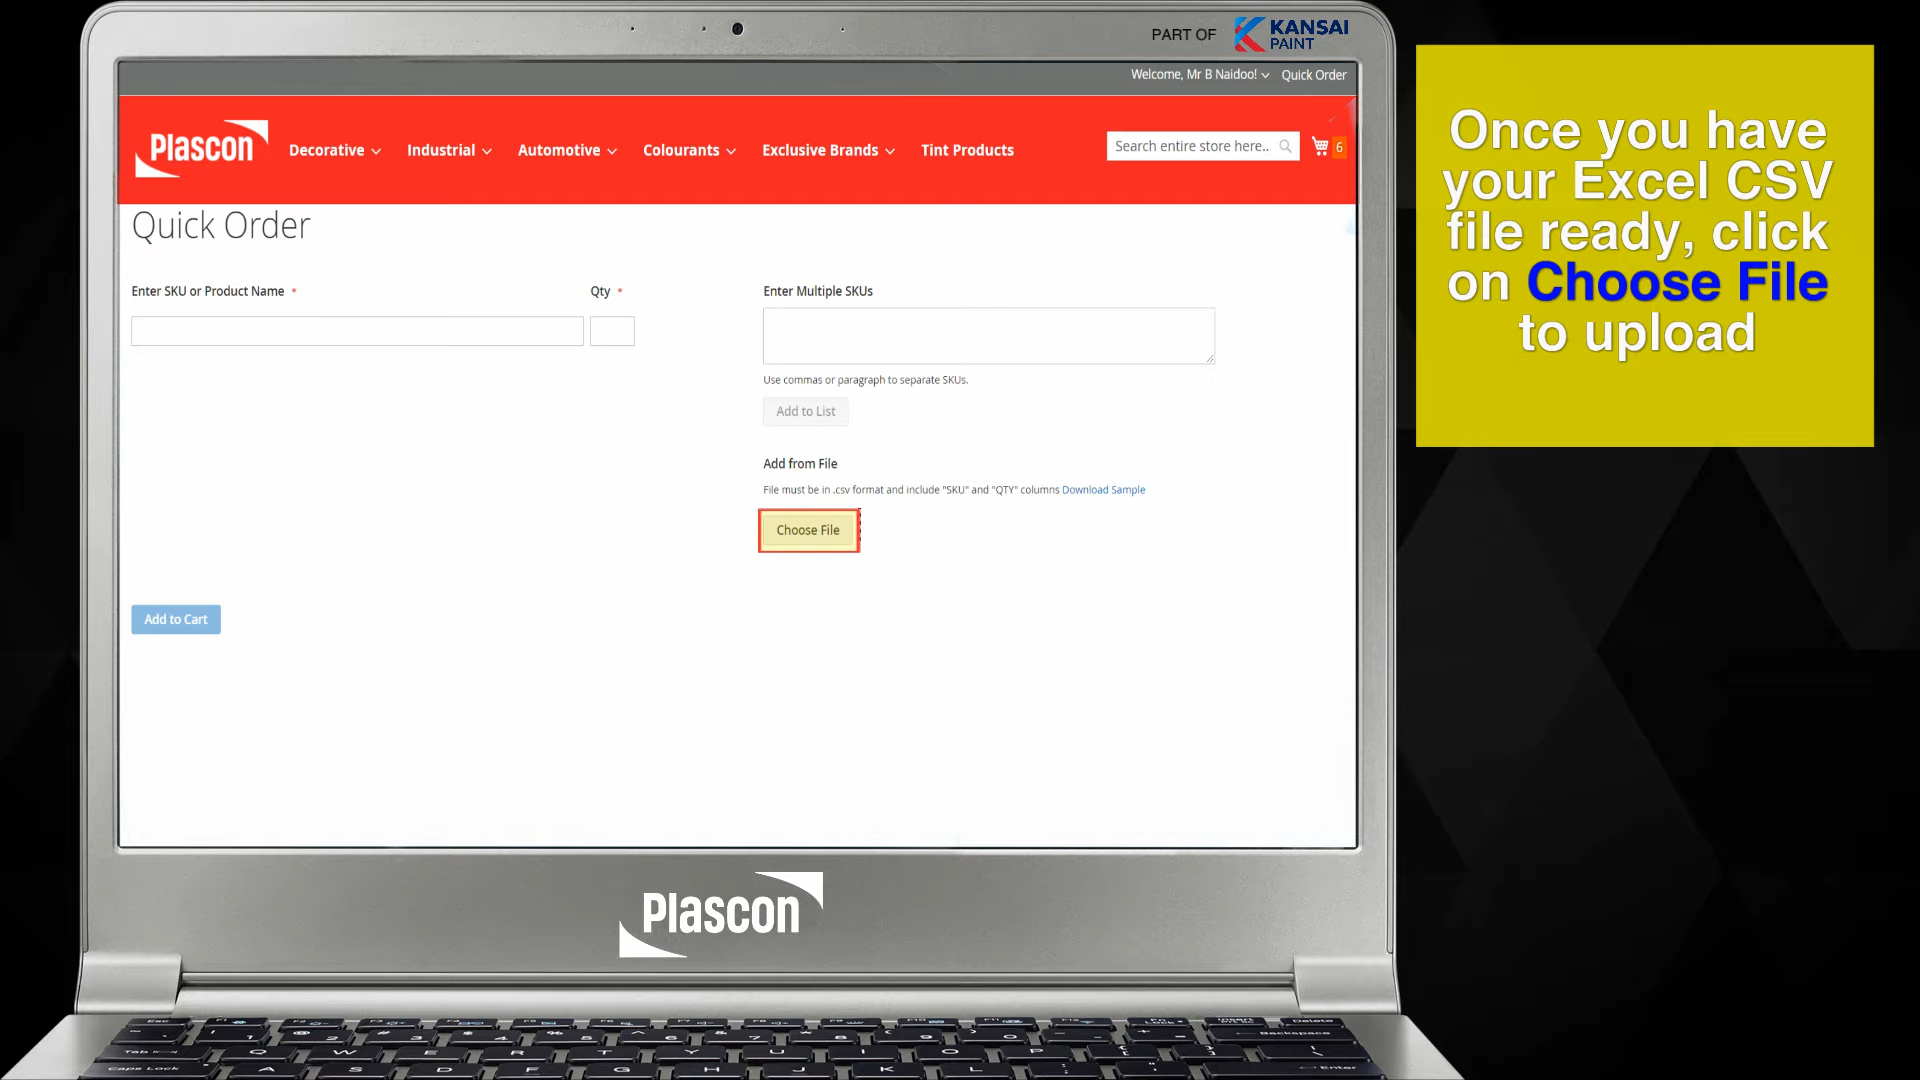 PART OF KANSAI PAINT
Welcome, Mr B Naidoo! Quick Order
Plascon Decorative Industrial Automotive Colourants Exclusive Brands Tint Products Search entire store here... 6
Quick Order
Enter SKU or Product Name * Qty * Enter Multiple SKUs
Use commas or paragraph to separate SKUs.
Add to List
Add from File
File must be in .csv format and include "SKU" and "QTY" columns Download Sample
Choose File
Add to Cart
Once you have
your Excel CSV
file ready, click
on Choose File
to upload
Plascon
Q W E R T Y U I O P
Caps Lock A S D F G H J K L Enter